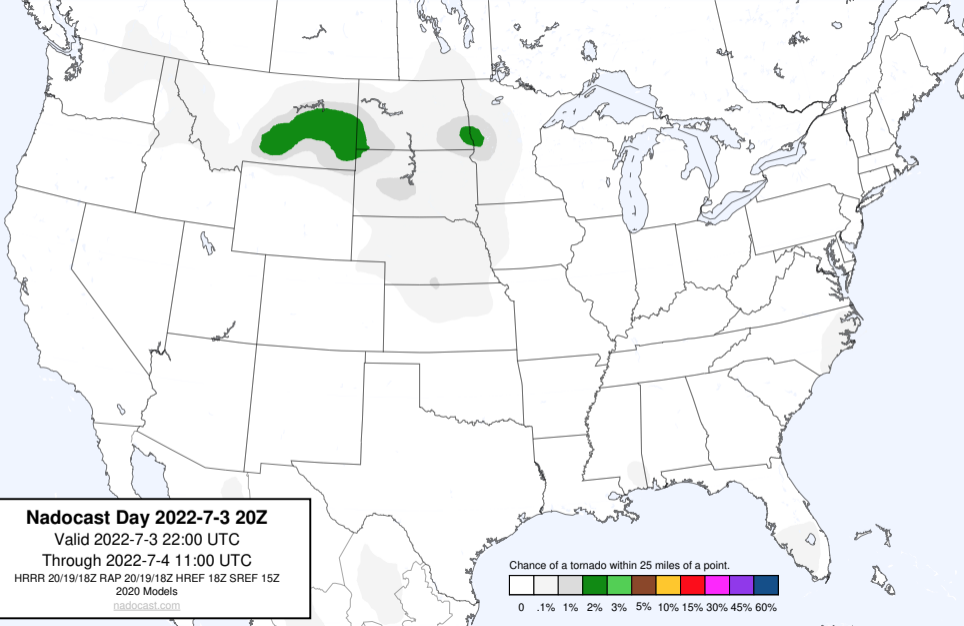 Nadocast Day 2022-7-3 20Z
Valid 2022-7-3 22:00 UTC
Through 2022-7-4 11:00 UTC
HRRR 20/19/18Z RAP 20/19/18Z HREF 18Z SREF 15Z
2020 Models
nadocast.com
Chance of a tornado within 25 miles of a point.
0 .1% 1% 2% 3% 5% 10% 15% 30% 45% 60%